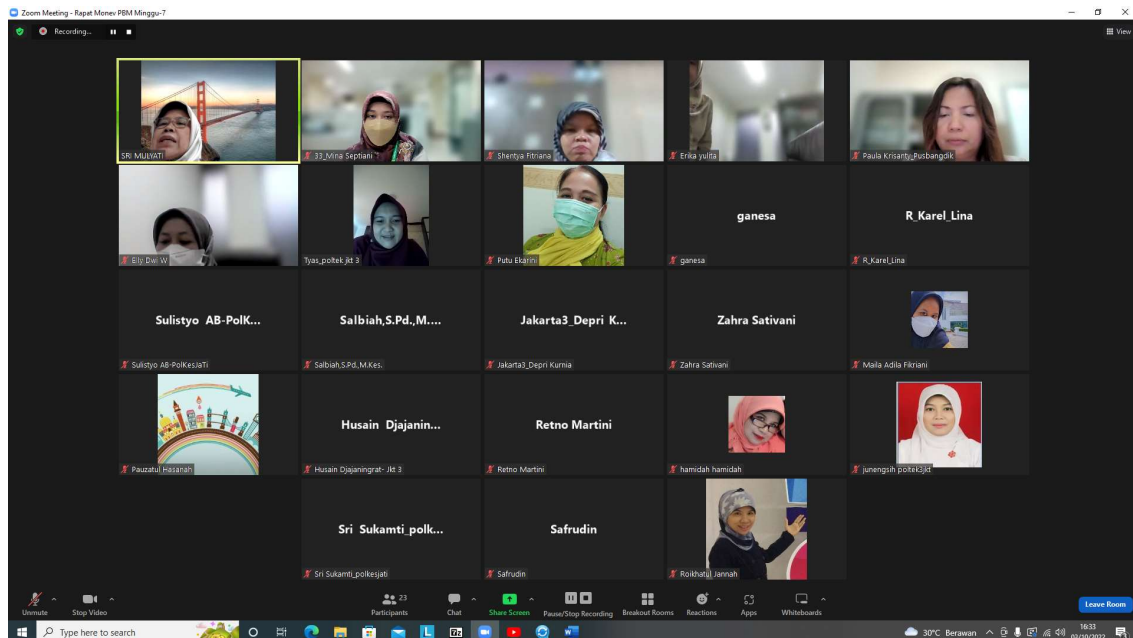 Zoom Meeting - Rapat Monev PBM Minggu-7
Recording...
View
SRI MULYATI
33_Mina Septiani
Shentya Fitriana
Erika yulita
Paula Krisanty_Pusbangdik
Elly Dwi W
Tyas_poltek jkt 3
Putu Ekarini
ganesa
ganesa
R_Karel_Lina
R_Karel_Lina
Sulistyo AB-PolK...
Sulistyo AB-PolKesJaTi
Salbiah,S.Pd.,M....
Salbiah,S.Pd.,M.Kes.
Jakarta3_Depri K...
Jakarta3_Depri Kurnia
Zahra Sativani
Zahra Sativani
Maila Adila Fikriani
Pauzatul Hasanah
Husain Djajanin...
Husain Djajaningrat- Jkt 3
Retno Martini
Retno Martini
hamidah hamidah
junengsih poltek3jkt
Sri Sukamti_polk...
Sri Sukamti_polkesjati
Safrudin
Safrudin
Roikhatul Jannah
Unmute
Stop Video
23
Participants
Chat
Share Screen
Pause/Stop Recording
Breakout Rooms
Reactions
Apps
Whiteboards
Leave Room
Type here to search
30°C Berawan
16:33